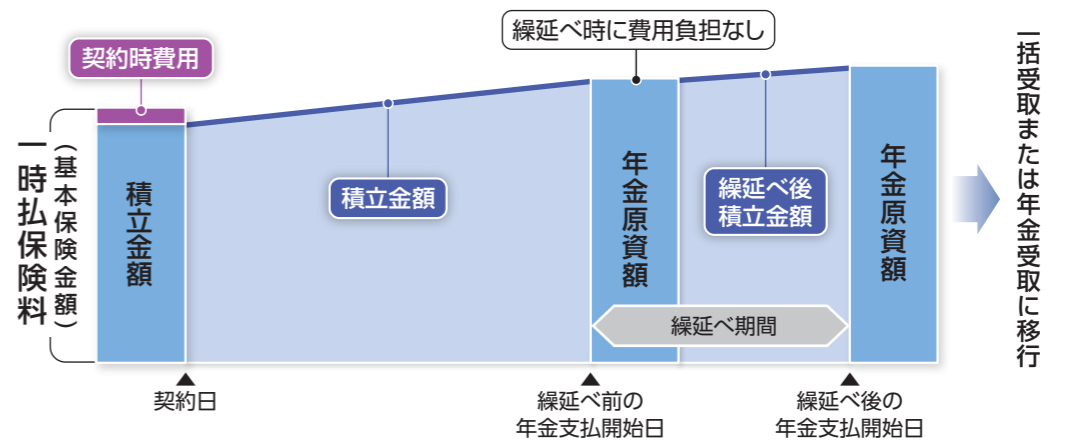 繰延べ時に費用負担なし
契約時費用
一時払保険料
（基本保険金額）
積立金額
積立金額
年金原資額
繰延べ後
積立金額
年金原資額
一括受取または年金受取に移行
繰延べ期間
契約日
繰延べ前の
年金支払開始日
繰延べ後の
年金支払開始日